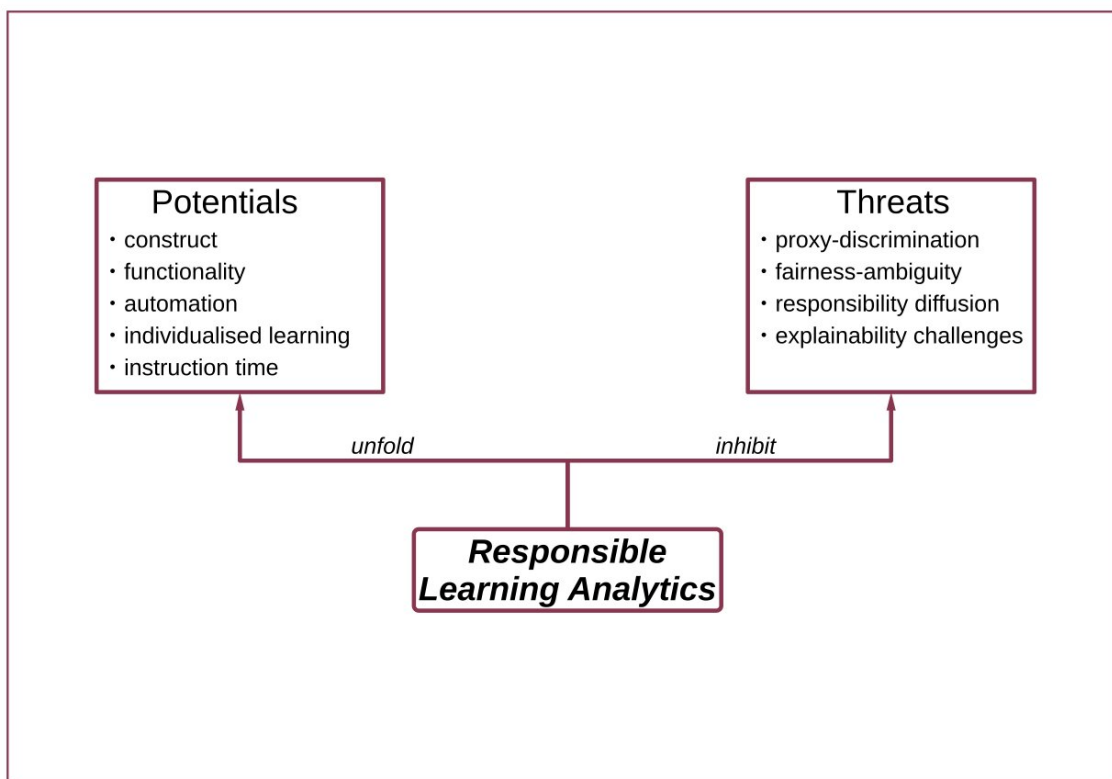 Potentials
・construct
・functionality
・automation
・individualised learning
・instruction time
Threats
・proxy-discrimination
・fairness-ambiguity
・responsibility diffusion
・explainability challenges
unfold
inhibit
Responsible
Learning Analytics